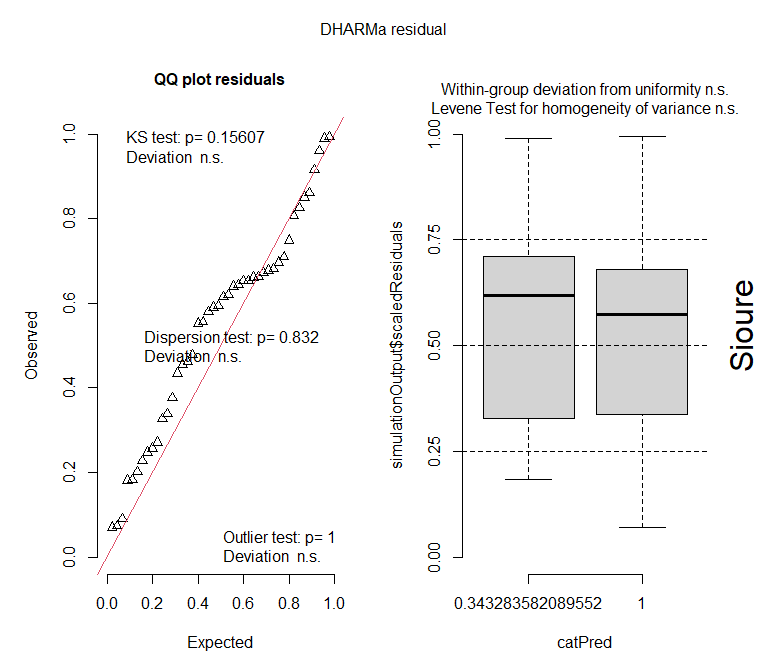 DHARMa residual
QQ plot residuals
KS test: p= 0.15607
Deviation n.s.
Dispersion test: p= 0.832
Deviation n.s.
Outlier test: p= 1
Deviation n.s.
Observed
0.0
0.2
0.4
0.6
0.8
1.0
0.0 0.2 0.4 0.6 0.8 1.0
Expected
Within-group deviation from uniformity n.s.
Levene Test for homogeneity of variance n.s.
simulationOutput$scaledResiduals
0.00
0.25
0.50
0.75
1.00
0.343283582089552 1
catPred
Sioure